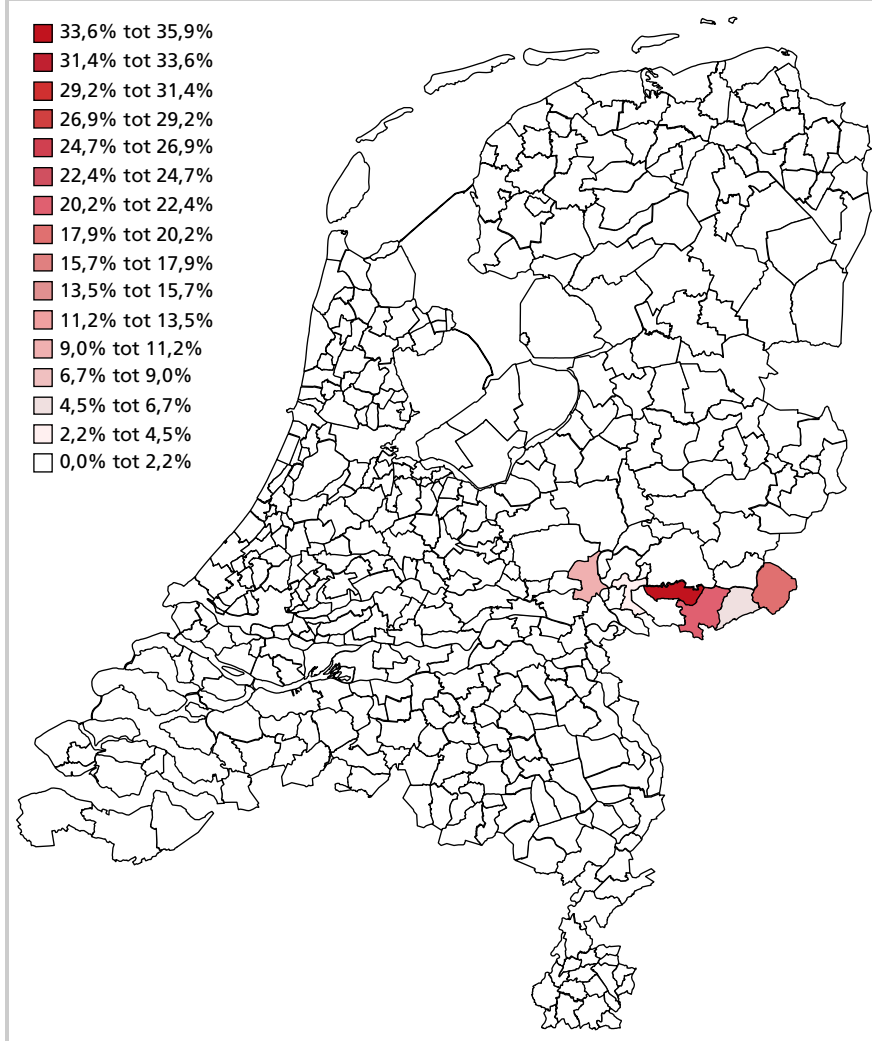 33,6% tot 35,9%
31,4% tot 33,6%
29,2% tot 31,4%
26,9% tot 29,2%
24,7% tot 26,9%
22,4% tot 24,7%
20,2% tot 22,4%
17,9% tot 20,2%
15,7% tot 17,9%
13,5% tot 15,7%
11,2% tot 13,5%
9,0% tot 11,2%
6,7% tot 9,0%
4,5% tot 6,7%
2,2% tot 4,5%
0,0% tot 2,2%